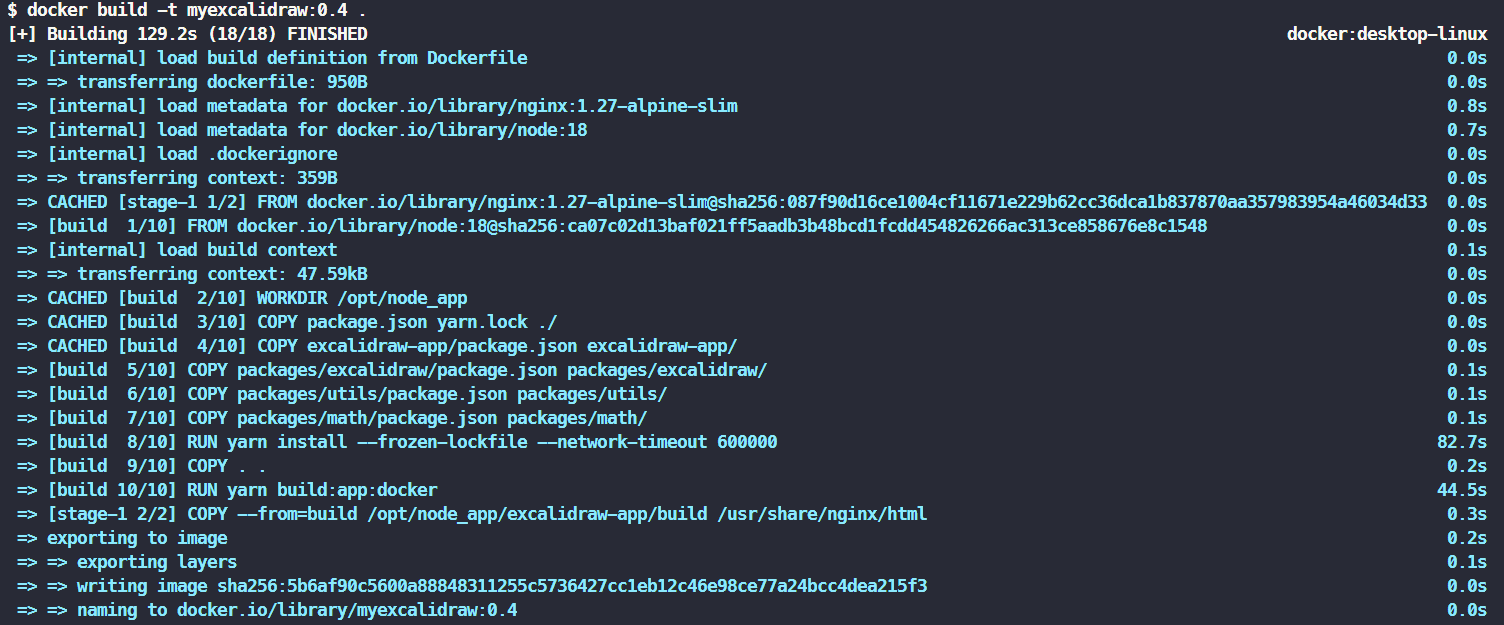 $ docker build -t myexcalidraw:0.4 .
[+] Building 129.2s (18/18) FINISHED docker:desktop-linux
=> [internal] load build definition from Dockerfile 0.0s
=> => transferring dockerfile: 950B 0.0s
=> [internal] load metadata for docker.io/library/nginx:1.27-alpine-slim 0.8s
=> [internal] load metadata for docker.io/library/node:18 0.7s
=> [internal] load .dockerignore 0.0s
=> => transferring context: 359B 0.0s
=> CACHED [stage-1 1/2] FROM docker.io/library/nginx:1.27-alpine-slim@sha256:087f90d16ce1004cf11671e229b62cc36dca1b837870aa357983954a46034d33 0.0s
=> [build  1/10] FROM docker.io/library/node:18@sha256:ca07c02d13baf021ff5aadb3b48bcd1fcdd454826266ac313ce858676e8c1548 0.0s
=> [internal] load build context 0.1s
=> => transferring context: 47.59kB 0.0s
=> CACHED [build  2/10] WORKDIR /opt/node_app 0.0s
=> CACHED [build  3/10] COPY package.json yarn.lock ./ 0.0s
=> CACHED [build  4/10] COPY excalidraw-app/package.json excalidraw-app/ 0.0s
=> [build  5/10] COPY packages/excalidraw/package.json packages/excalidraw/ 0.1s
=> [build  6/10] COPY packages/utils/package.json packages/utils/ 0.1s
=> [build  7/10] COPY packages/math/package.json packages/math/ 0.1s
=> [build  8/10] RUN yarn install --frozen-lockfile --network-timeout 600000 82.7s
=> [build  9/10] COPY . . 0.2s
=> [build 10/10] RUN yarn build:app:docker 44.5s
=> [stage-1 2/2] COPY --from=build /opt/node_app/excalidraw-app/build /usr/share/nginx/html 0.3s
=> exporting to image 0.2s
=> => exporting layers 0.1s
=> => writing image sha256:5b6af90c5600a88848311255c5736427cc1eb12c46e98ce77a24bcc4dea215f3 0.0s
=> => naming to docker.io/library/myexcalidraw:0.4 0.0s